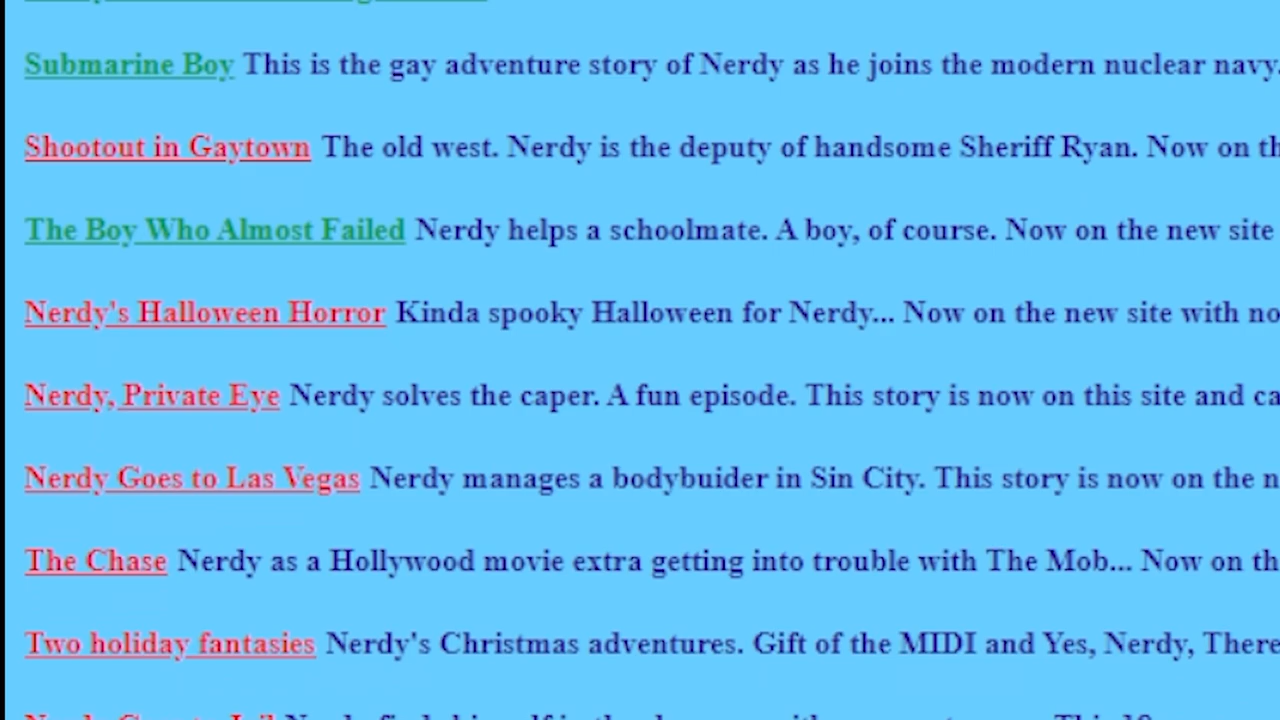 Submarine Boy This is the gay adventure story of Nerdy as he joins the modern nuclear navy.
Shootout in Gaytown The old west. Nerdy is the deputy of handsome Sheriff Ryan. Now on th
The Boy Who Almost Failed Nerdy helps a schoolmate. A boy, of course. Now on the new site
Nerdy's Halloween Horror Kinda spooky Halloween for Nerdy... Now on the new site with no
Nerdy, Private Eye Nerdy solves the caper. A fun episode. This story is now on this site and ca
Nerdy Goes to Las Vegas Nerdy manages a bodybuider in Sin City. This story is now on the n
The Chase Nerdy as a Hollywood movie extra getting into trouble with The Mob... Now on th
Two holiday fantasies Nerdy's Christmas adventures. Gift of the MIDI and Yes, Nerdy, There